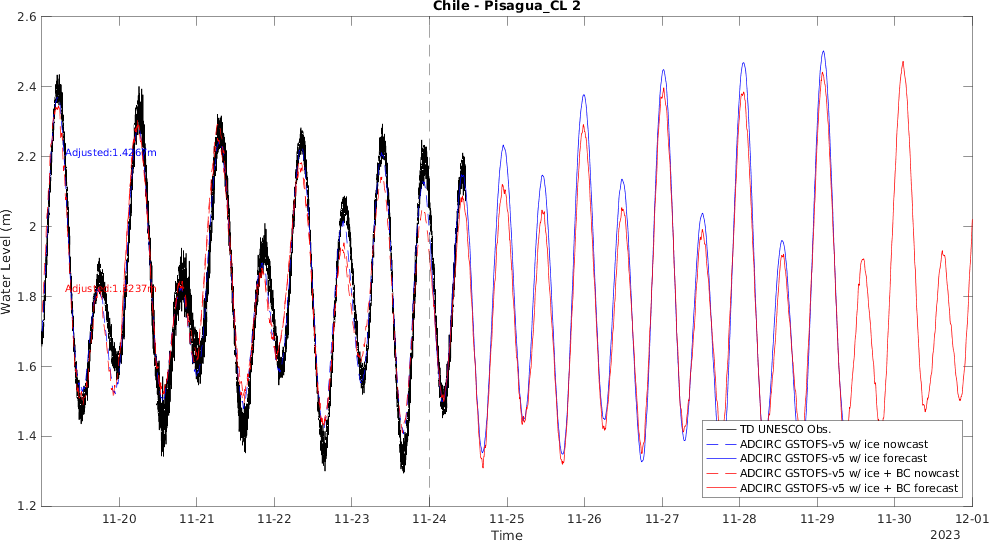 Chile - Pisagua_CL 2
Water Level (m)
2.6
2.4
2.2
2
1.8
1.6
1.4
1.2
TD UNESCO Obs.
ADCIRC GSTOFS-v5 w/ ice nowcast
ADCIRC GSTOFS-v5 w/ ice forecast
ADCIRC GSTOFS-v5 w/ ice + BC nowcast
ADCIRC GSTOFS-v5 w/ ice + BC forecast
11-20
11-21
11-22
11-23
11-24
11-25
11-26
11-27
11-28
11-29
11-30
12-01
Time
2023